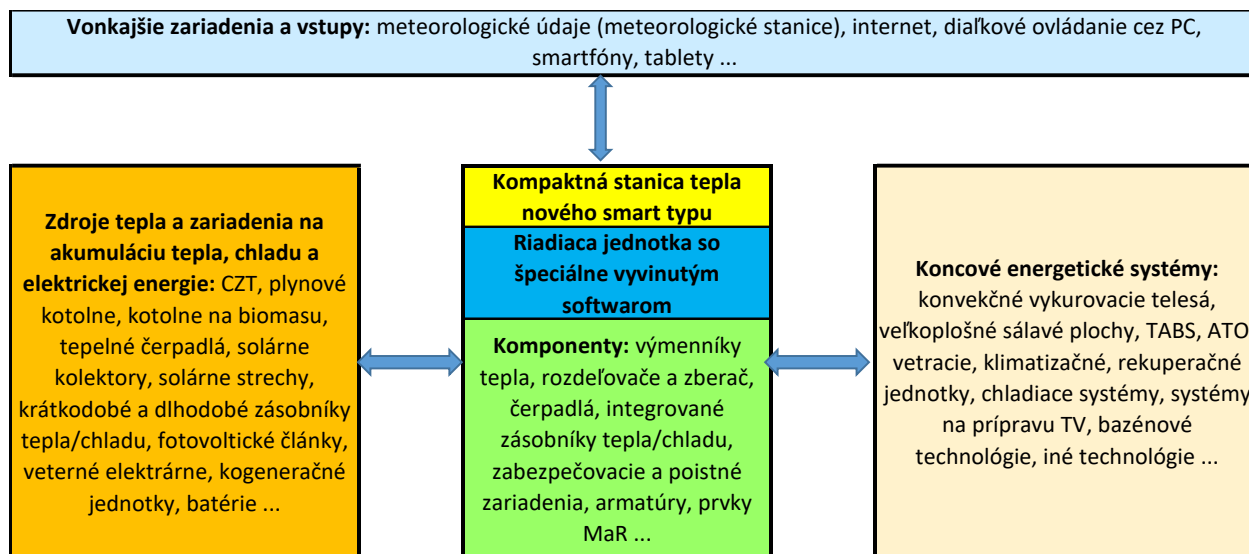 Vonkajšie zariadenia a vstupy: meteorologické údaje (meteorologické stanice), internet, diaľkové ovládanie cez PC,
smartfóny, tablety ...
Zdroje tepla a zariadenia na
akumuláciu tepla, chladu a
elektrickej energie: CZT, plynové
kotolne, kotolne na biomasu,
tepelné čerpadlá, solárne
kolektory, solárne strechy,
krátkodobé a dlhodobé zásobníky
tepla/chladu, fotovoltické články,
veterné elektrárne, kogeneračné
jednotky, batérie ...
Kompaktná stanica tepla
nového smart typu
Riadiaca jednotka so
špeciálne vyvinutým
softwarom
Komponenty: výmenníky
tepla, rozdeľovače a zberač,
čerpadlá, integrované
zásobníky tepla/chladu,
zabezpečovacie a poistné
zariadenia, armatúry, prvky
MaR ...
Koncové energetické systémy:
konvekčné vykurovacie telesá,
veľkoplošné sálavé plochy, TABS, ATO,
vetracie, klimatizačné, rekuperačné
jednotky, chladiace systémy, systémy
na prípravu TV, bazénové
technológie, iné technológie ...